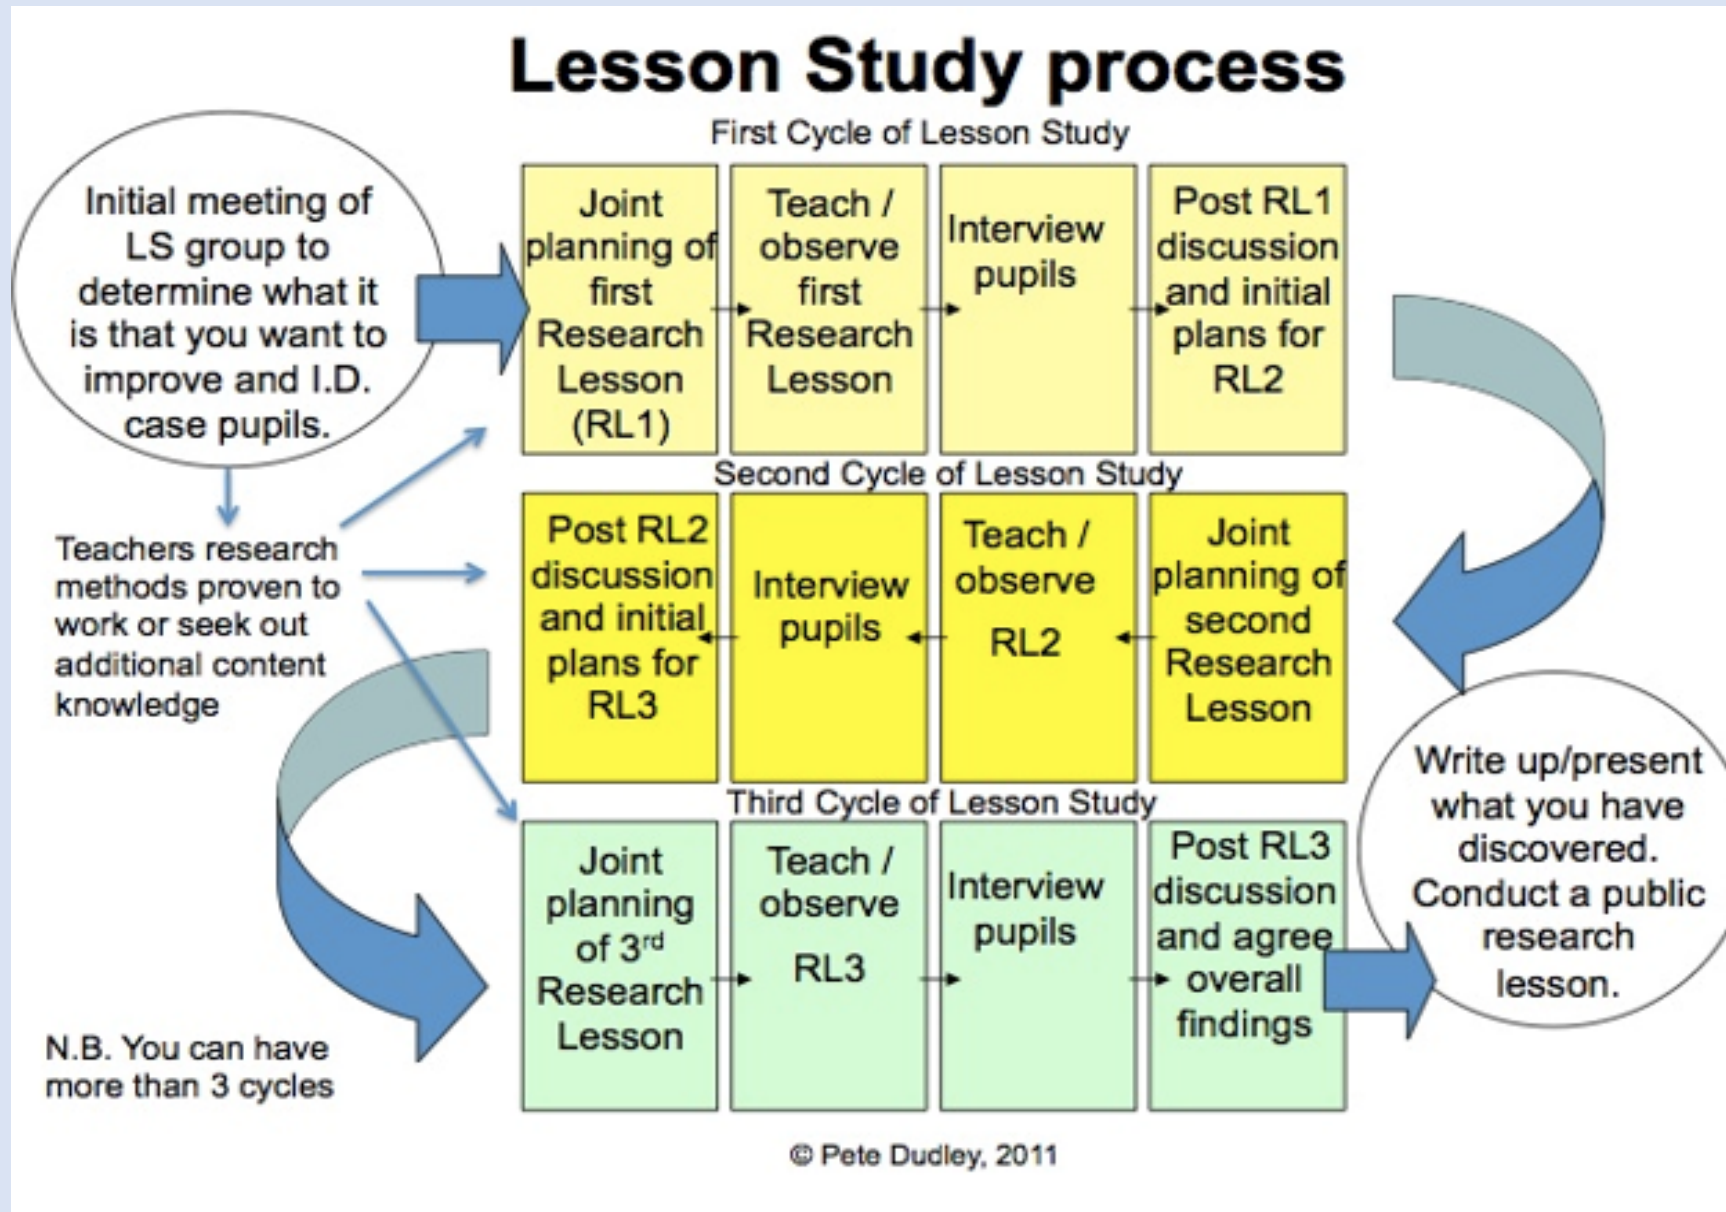 Lesson Study process
First Cycle of Lesson Study
Initial meeting of
LS group to
determine what it
is that you want to
improve and I.D.
case pupils.
Joint
planning of
first
Research
Lesson
(RL1)
Teach /
observe
first
Research
Lesson
Interview
pupils
Post RL1
discussion
and initial
plans for
RL2
Teachers research
methods proven to
work or seek out
additional content
knowledge
Second Cycle of Lesson Study
Post RL2
discussion
and initial
plans for
RL3
Interview
pupils
Teach /
observe
RL2
Joint
planning of
second
Research
Lesson
Third Cycle of Lesson Study
Joint
planning
of 3rd
Research
Lesson
Teach /
observe
RL3
Interview
pupils
Post RL3
discussion
and agree
overall
findings
Write up/present
what you have
discovered.
Conduct a public
research
lesson.
N.B. You can have
more than 3 cycles
© Pete Dudley, 2011